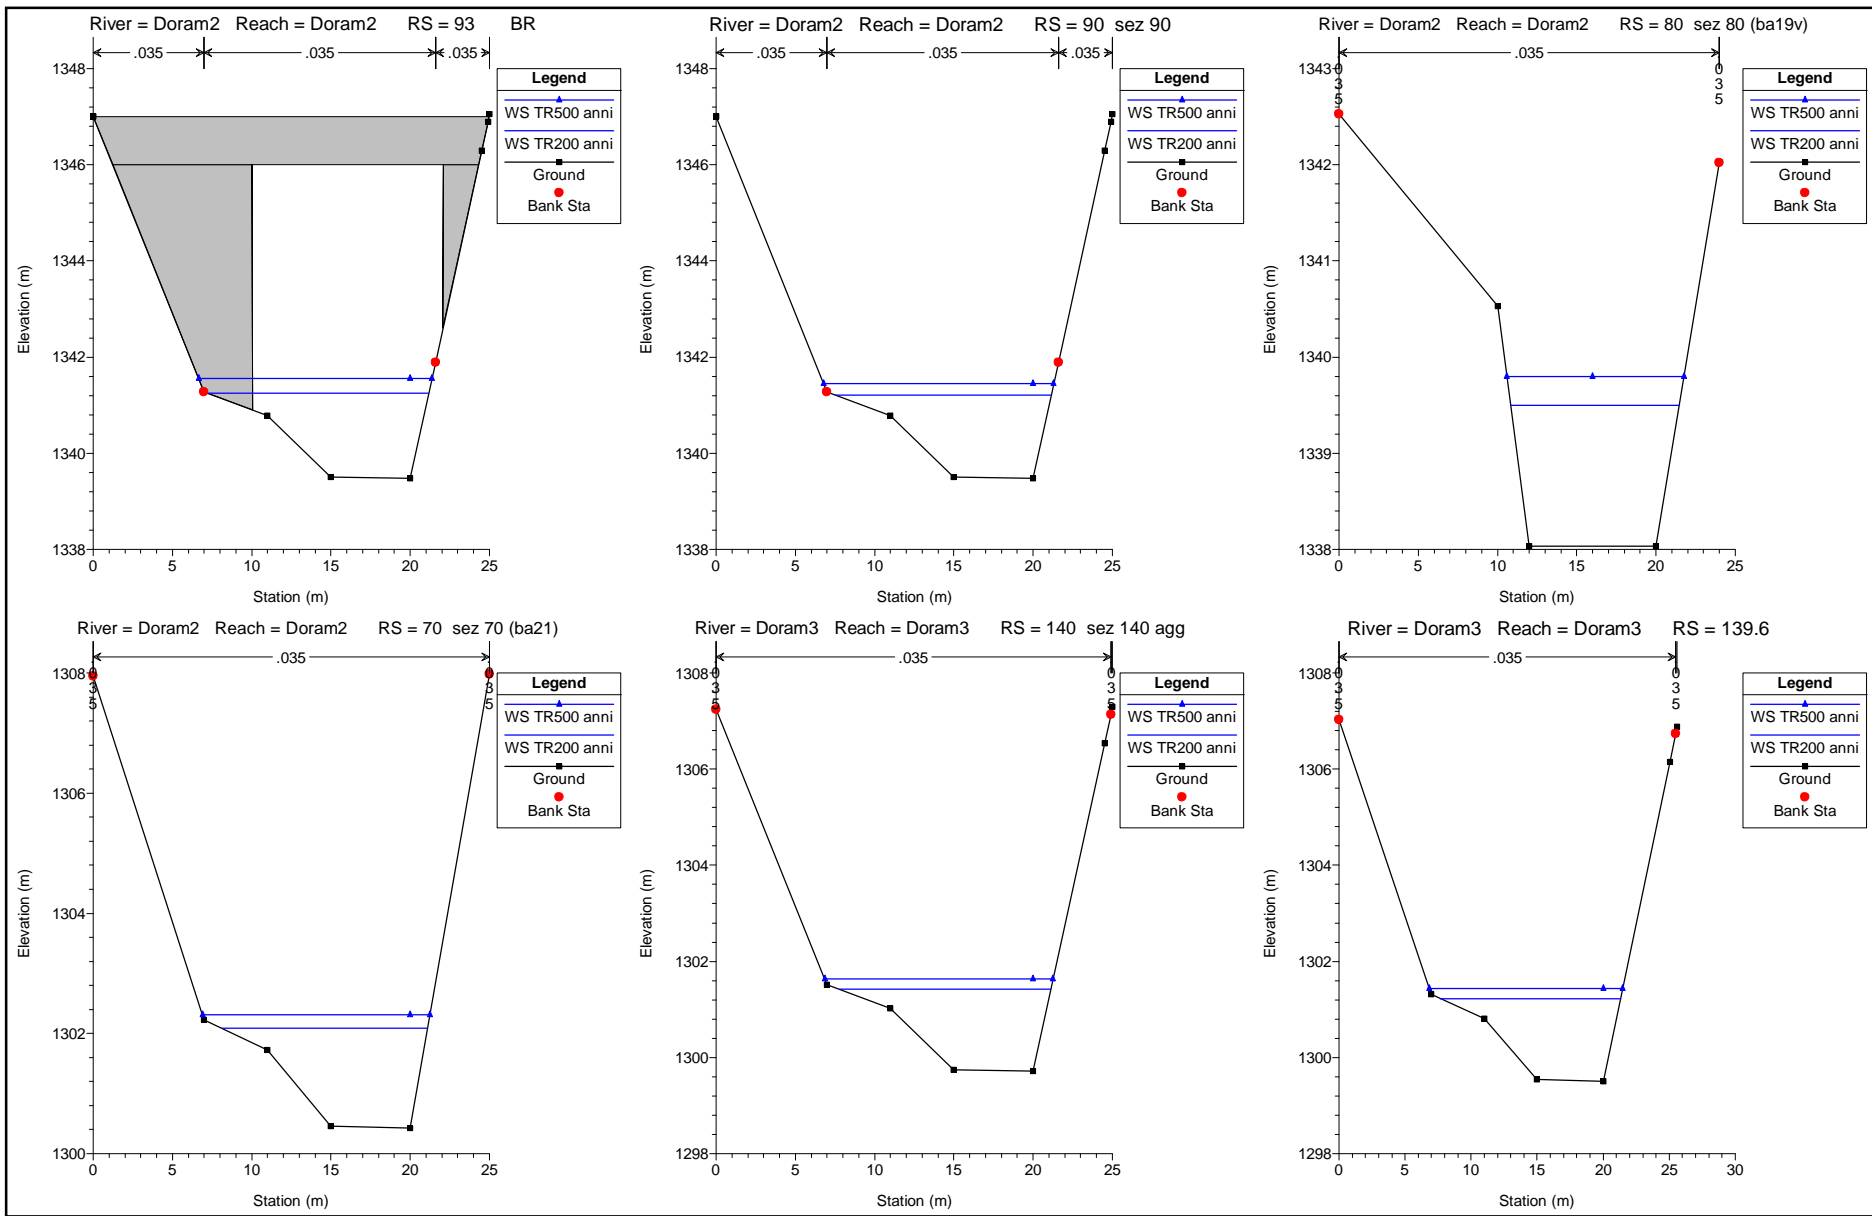 River = Doram2 Reach = Doram2 RS = 93 BR
.035 .035 .035
Legend
WS TR500 anni
WS TR200 anni
Ground
Bank Sta
1348
1346
1344
1342
1340
1338
Elevation (m)
0 5 10 15 20 25
Station (m)
River = Doram2 Reach = Doram2 RS = 90 sez 90
.035 .035 .035
Legend
WS TR500 anni
WS TR200 anni
Ground
Bank Sta
1348
1346
1344
1342
1340
1338
Elevation (m)
0 5 10 15 20 25
Station (m)
River = Doram2 Reach = Doram2 RS = 80 sez 80 (ba19v)
.035
.035
.035
Legend
WS TR500 anni
WS TR200 anni
Ground
Bank Sta
1343
1342
1341
1340
1339
1338
Elevation (m)
0 5 10 15 20 25
Station (m)
River = Doram2 Reach = Doram2 RS = 70 sez 70 (ba21)
.035
.035
.035
Legend
WS TR500 anni
WS TR200 anni
Ground
Bank Sta
1308
1306
1304
1302
1300
Elevation (m)
0 5 10 15 20 25
Station (m)
River = Doram3 Reach = Doram3 RS = 140 sez 140 agg
.035
.035
.035
Legend
WS TR500 anni
WS TR200 anni
Ground
Bank Sta
1308
1306
1304
1302
1300
1298
Elevation (m)
0 5 10 15 20 25
Station (m)
River = Doram3 Reach = Doram3 RS = 139.6
.035
.035
.035
Legend
WS TR500 anni
WS TR200 anni
Ground
Bank Sta
1308
1306
1304
1302
1300
1298
Elevation (m)
0 5 10 15 20 25 30
Station (m)